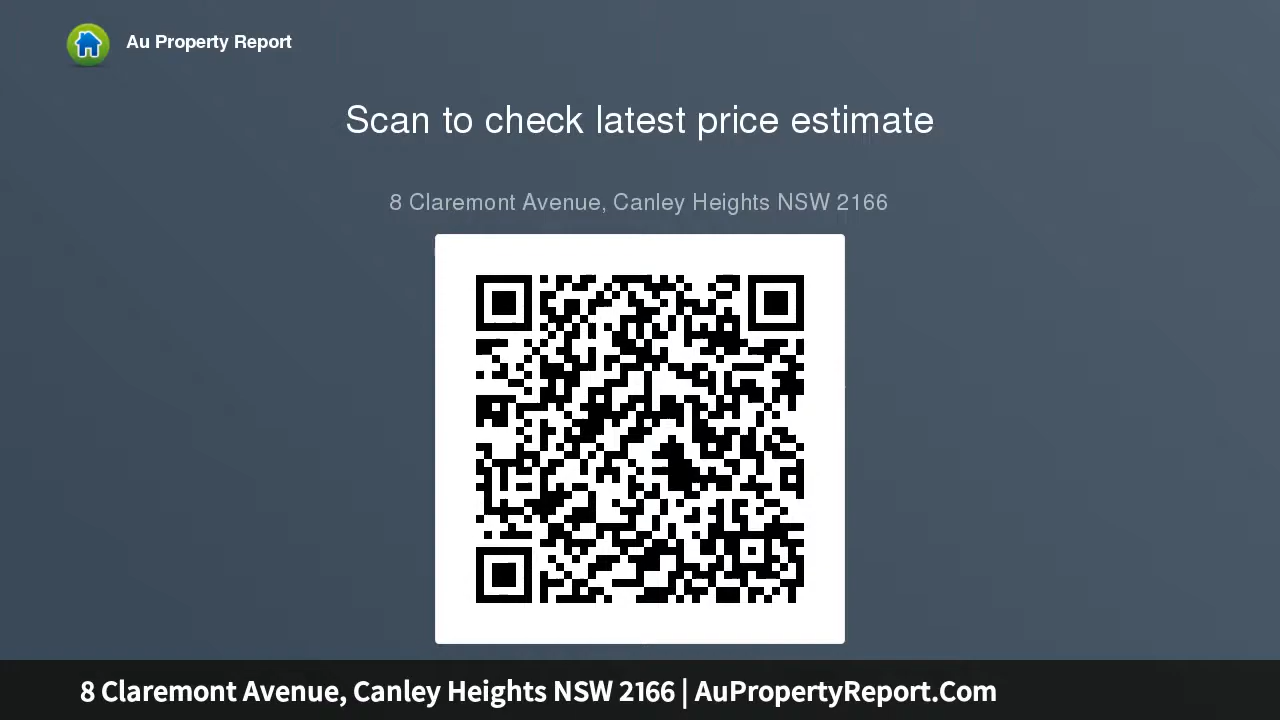 Au Property Report
Scan to check latest price estimate
8 Claremont Avenue, Canley Heights NSW 2166
8 Claremont Avenue, Canley Heights NSW 2166 | AuPropertyReport.Com